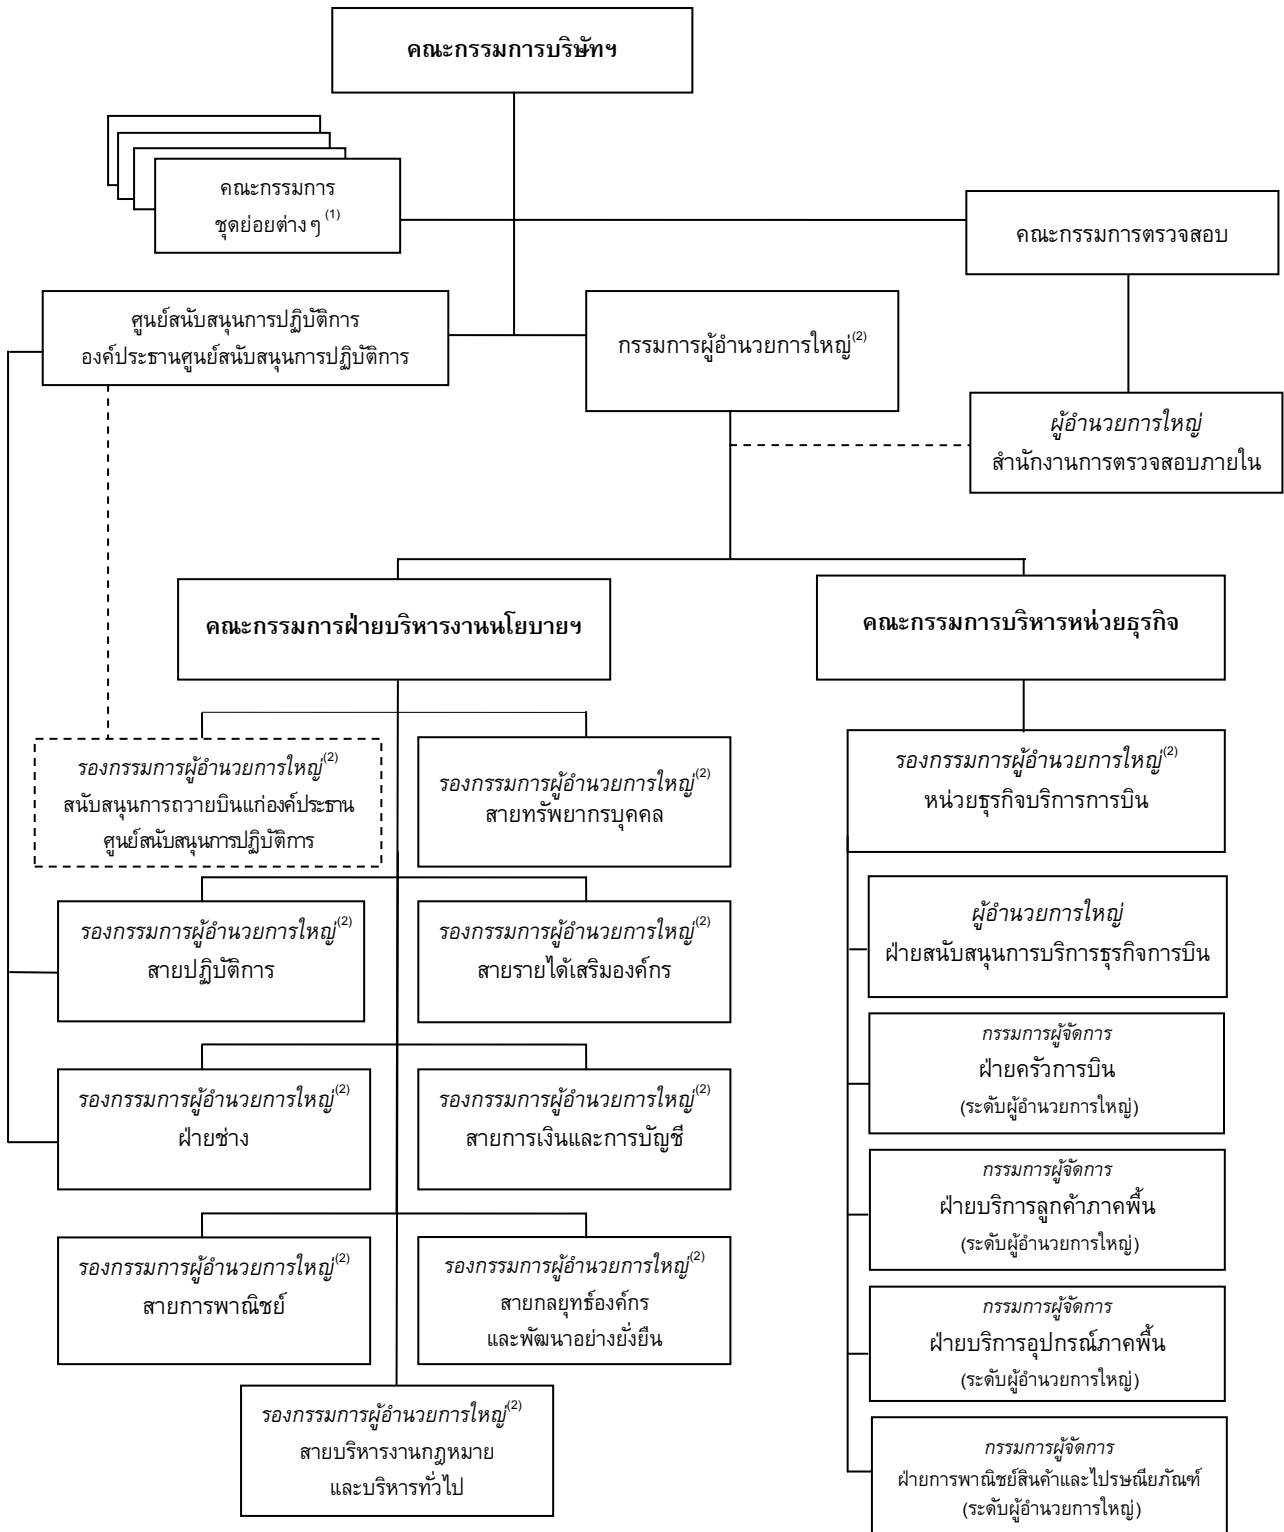 คณะกรรมการบริษัทฯ
คณะกรรมการ
ชุดย่อยต่างๆ(1)
คณะกรรมการตรวจสอบ
ศูนย์สนับสนุนการปฏิบัติการ
องค์ประธานศูนย์สนับสนุนการปฏิบัติการ
กรรมการผู้อำนวยการใหญ่(2)
ผู้อำนวยการใหญ่
สำนักงานการตรวจสอบภายใน
คณะกรรมการฝ่ายบริหารงานนโยบายฯ
คณะกรรมการบริหารหน่วยธุรกิจ
รองกรรมการผู้อำนวยการใหญ่(2)
สนับสนุนการถวายบินแก่องค์ประธาน
ศูนย์สนับสนุนการปฏิบัติการ
รองกรรมการผู้อำนวยการใหญ่(2)
สายทรัพยากรบุคคล
รองกรรมการผู้อำนวยการใหญ่(2)
สายปฏิบัติการ
รองกรรมการผู้อำนวยการใหญ่(2)
สายรายได้เสริมองค์กร
รองกรรมการผู้อำนวยการใหญ่(2)
ฝ่ายช่าง
รองกรรมการผู้อำนวยการใหญ่(2)
สายการเงินและการบัญชี
รองกรรมการผู้อำนวยการใหญ่(2)
สายการพาณิชย์
รองกรรมการผู้อำนวยการใหญ่(2)
สายกลยุทธ์องค์กร
และพัฒนาอย่างยั่งยืน
รองกรรมการผู้อำนวยการใหญ่(2)
สายบริหารงานกฎหมาย
และบริหารทั่วไป
รองกรรมการผู้อำนวยการใหญ่(2)
หน่วยธุรกิจบริการการบิน
ผู้อำนวยการใหญ่
ฝ่ายสนับสนุนการบริการธุรกิจการบิน
กรรมการผู้จัดการ
ฝ่ายครัวการบิน
(ระดับผู้อำนวยการใหญ่)
กรรมการผู้จัดการ
ฝ่ายบริการลูกค้าภาคพื้น
(ระดับผู้อำนวยการใหญ่)
กรรมการผู้จัดการ
ฝ่ายบริการอุปกรณ์ภาคพื้น
(ระดับผู้อำนวยการใหญ่)
กรรมการผู้จัดการ
ฝ่ายการพาณิชย์สินค้าและไปรษณียภัณฑ์
(ระดับผู้อำนวยการใหญ่)